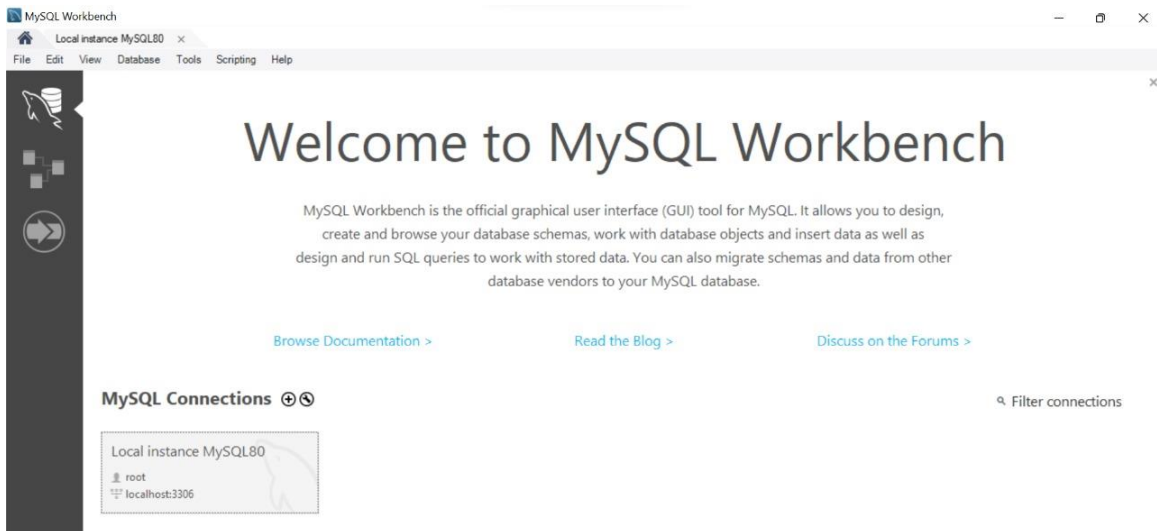 MySQL Workbench
Local instance MySQL80
File Edit View Database Tools Scripting Help
Welcome to MySQL Workbench
MySQL Workbench is the official graphical user interface (GUI) tool for MySQL. It allows you to design,
create and browse your database schemas, work with database objects and insert data as well as
design and run SQL queries to work with stored data. You can also migrate schemas and data from other
database vendors to your MySQL database.
Browse Documentation > Read the Blog > Discuss on the Forums >
MySQL Connections Filter connections
Local instance MySQL80
root
localhost:3306